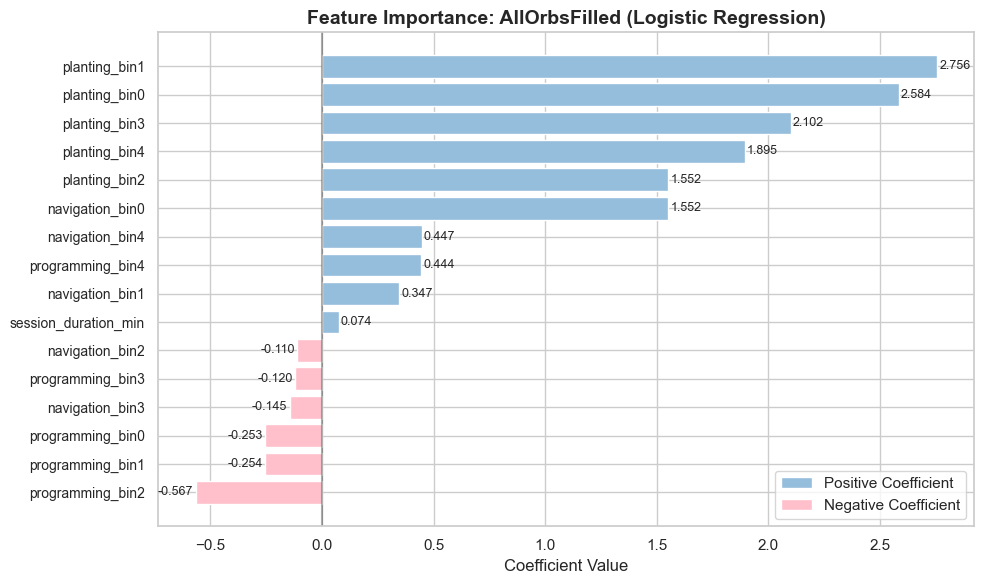 Feature Importance: AllOrbsFilled (Logistic Regression)
planting_bin1 2.756
planting_bin0 2.584
planting_bin3 2.102
planting_bin4 1.895
planting_bin2 1.552
navigation_bin0 1.552
navigation_bin4 0.447
programming_bin4 0.444
navigation_bin1 0.347
session_duration_min 0.074
navigation_bin2 -0.110
programming_bin3 -0.120
navigation_bin3 -0.145
programming_bin0 -0.253
programming_bin1 -0.254
programming_bin2 -0.567
Positive Coefficient
Negative Coefficient
−0.5 0.0 0.5 1.0 1.5 2.0 2.5
Coefficient Value